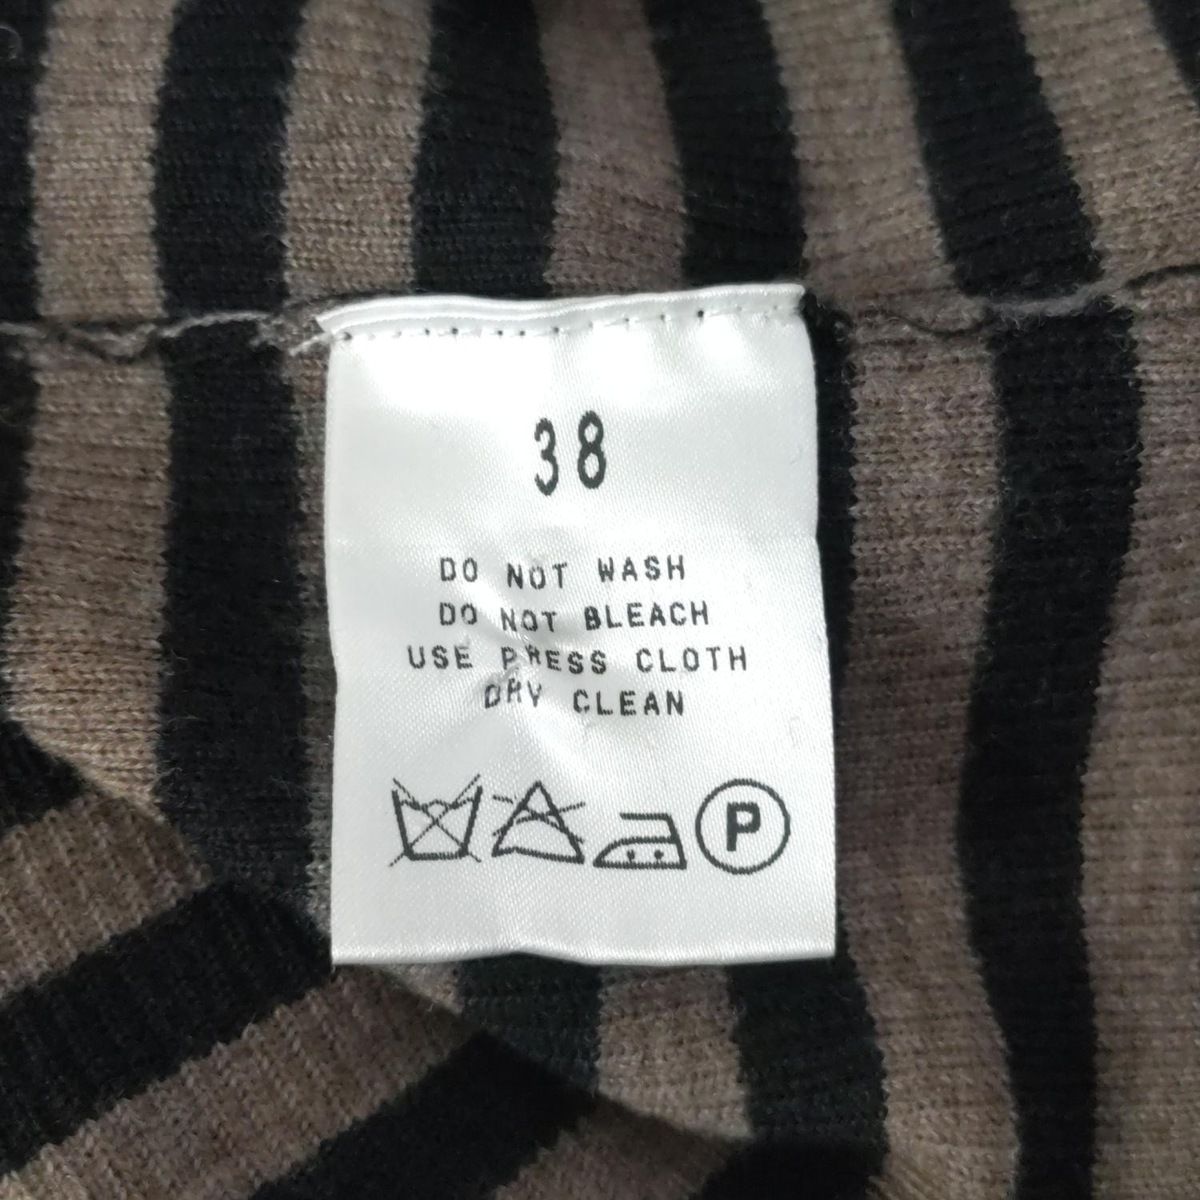 38
DO NOT WASH
DO NOT BLEACH
USE PRESS CLOTH
DRY CLEAN
P